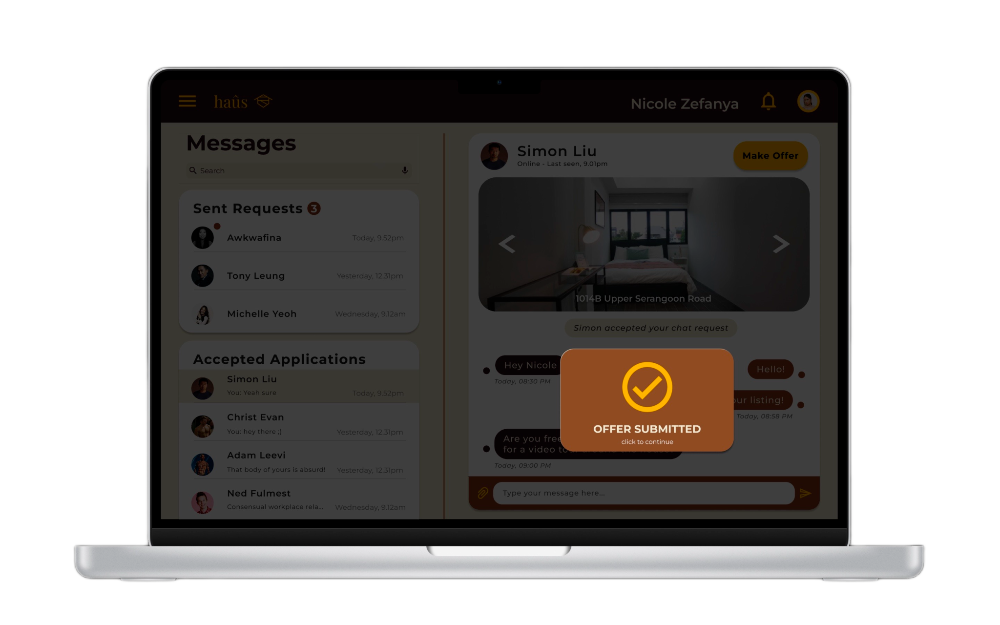 haûs
Nicole Zefanya
Messages
Search
Sent Requests 3
Awkwafina
Today, 9.52pm
Tony Leung
Yesterday, 12.31pm
Michelle Yeoh
Wednesday, 9.12am
Accepted Applications
Simon Liu
You: Yeah sure
Today, 9.52pm
Christ Evan
You: hey there ;)
Yesterday, 12.31pm
Adam Leevi
That body of yours is absurd!
Yesterday, 12.31pm
Ned Fulmest
Consensual workplace rela...
Wednesday, 9.12am
Simon Liu
Online - Last seen, 9.01pm
Make Offer
1014B Upper Serangoon Road
Simon accepted your chat request
Hey Nicole
Today, 08:30 PM
Hello!
listing!
Today, 08:58 PM
Are you free
for a video
Today, 09:00 PM
OFFER SUBMITTED
click to continue
Type your message here...